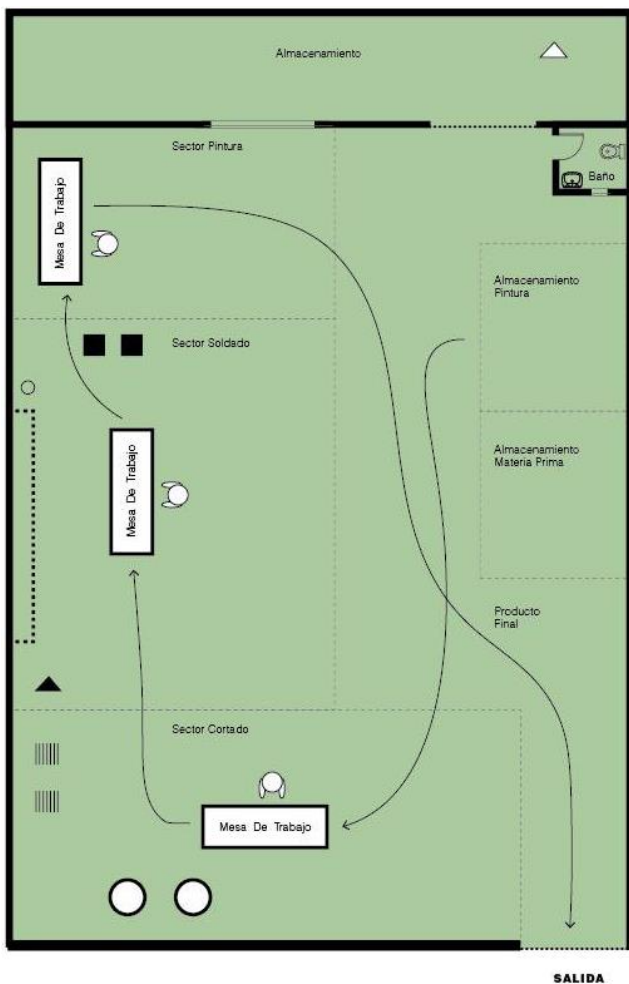 Almacenamiento
Sector Pintura
Baño
Mesa De Trabajo
Almacenamiento
Pintura
Sector Soldado
Mesa De Trabajo
Almacenamiento
Materia Prima
Producto
Final
Sector Cortado
Mesa De Trabajo
SALIDA